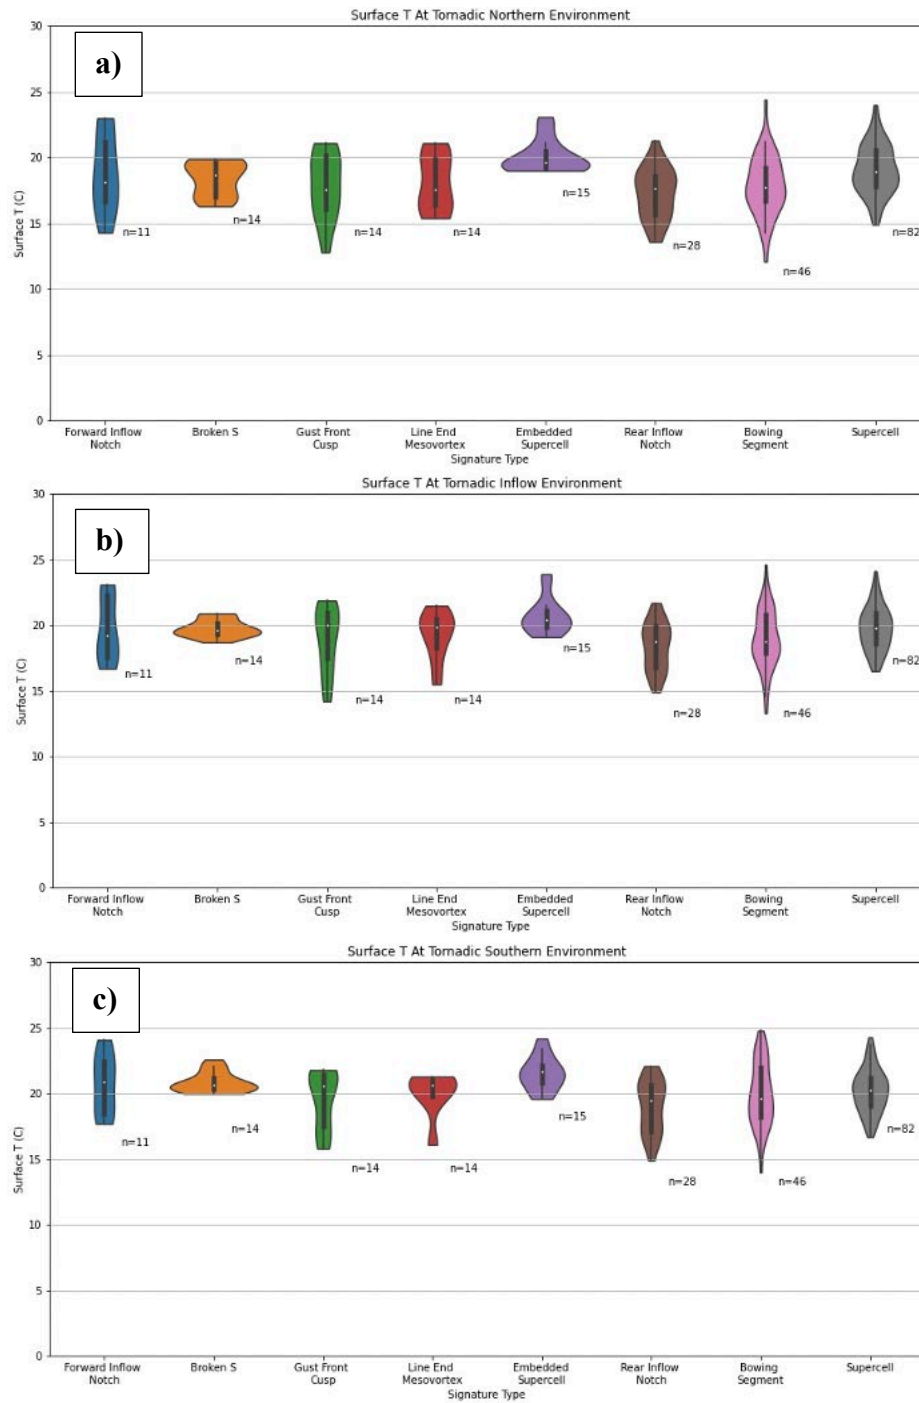 Surface T At Tornadic Northern Environment
a)
30
25
20
15
10
5
0
Surface T (C)
n=11
n=14
n=14
n=14
n=15
n=28
n=46
n=82
Forward Inflow Notch
Broken S
Gust Front Cusp
Line End Mesovortex
Embedded Supercell
Rear Inflow Notch
Bowing Segment
Supercell
Signature Type
Surface T At Tornadic Inflow Environment
b)
30
25
20
15
10
5
0
Surface T (C)
n=11
n=14
n=14
n=14
n=15
n=28
n=46
n=82
Forward Inflow Notch
Broken S
Gust Front Cusp
Line End Mesovortex
Embedded Supercell
Rear Inflow Notch
Bowing Segment
Supercell
Signature Type
Surface T At Tornadic Southern Environment
c)
30
25
20
15
10
5
0
Surface T (C)
n=11
n=14
n=14
n=14
n=15
n=28
n=46
n=82
Forward Inflow Notch
Broken S
Gust Front Cusp
Line End Mesovortex
Embedded Supercell
Rear Inflow Notch
Bowing Segment
Supercell
Signature Type